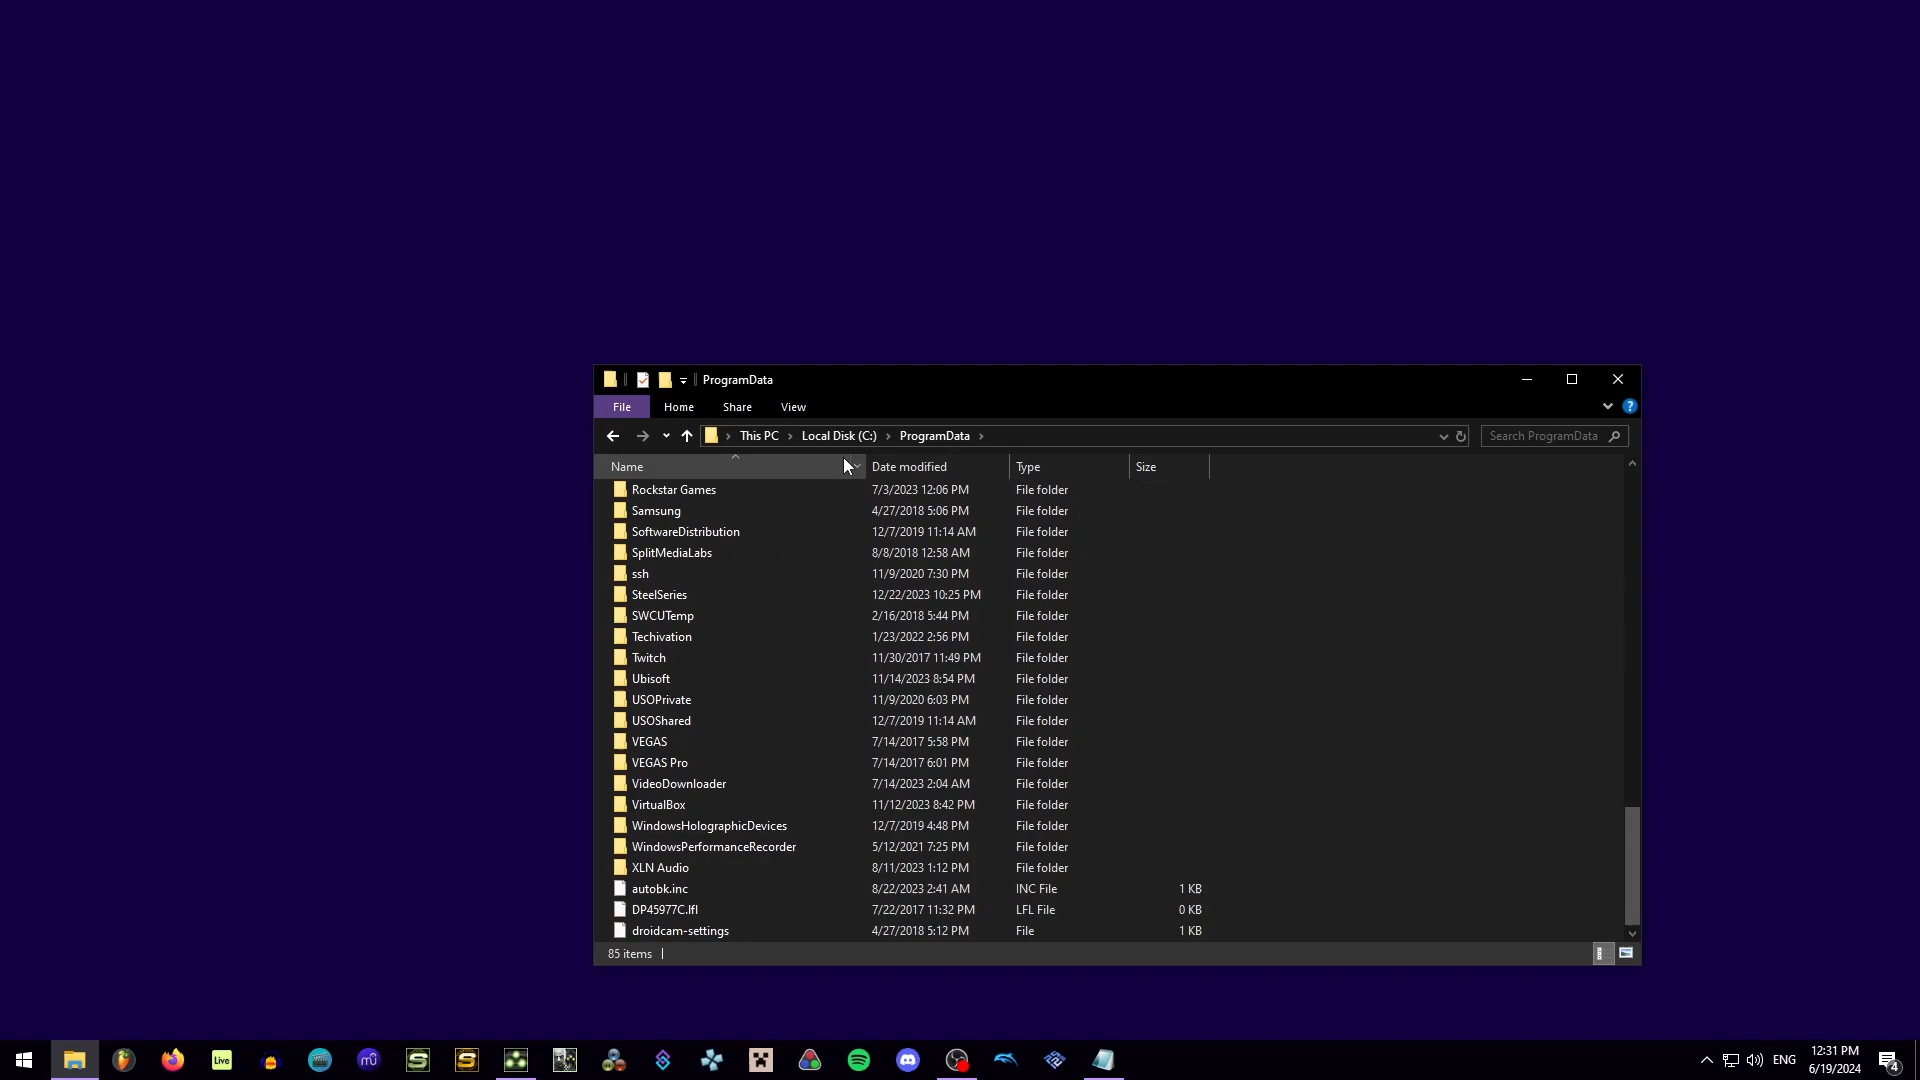 ProgramData
File Home Share View
This PC Local Disk (C:) ProgramData Search ProgramData
Name Date modified Type Size
Rockstar Games 7/3/2023 12:06 PM File folder
Samsung 4/27/2018 5:06 PM File folder
SoftwareDistribution 12/7/2019 11:14 AM File folder
SplitMediaLabs 8/8/2018 12:58 AM File folder
ssh 11/9/2020 7:30 PM File folder
SteelSeries 12/22/2023 10:25 PM File folder
SWCUTemp 2/16/2018 5:44 PM File folder
Techivation 1/23/2022 2:56 PM File folder
Twitch 11/30/2017 11:49 PM File folder
Ubisoft 11/14/2023 8:54 PM File folder
USOPrivate 11/9/2020 6:03 PM File folder
USOShared 12/7/2019 11:14 AM File folder
VEGAS 7/14/2017 5:58 PM File folder
VEGAS Pro 7/14/2017 6:01 PM File folder
VideoDownloader 7/14/2023 2:04 AM File folder
VirtualBox 11/12/2023 8:42 PM File folder
WindowsHolographicDevices 12/7/2019 4:48 PM File folder
WindowsPerformanceRecorder 5/12/2021 7:25 PM File folder
XLN Audio 8/11/2023 1:12 PM File folder
autobk.inc 8/22/2023 2:41 AM INC File 1 KB
DP45977C.lfl 7/22/2017 11:32 PM LFL File 0 KB
droidcam-settings 4/27/2018 5:12 PM File 1 KB
85 items
Live
ENG
12:31 PM
6/19/2024
4